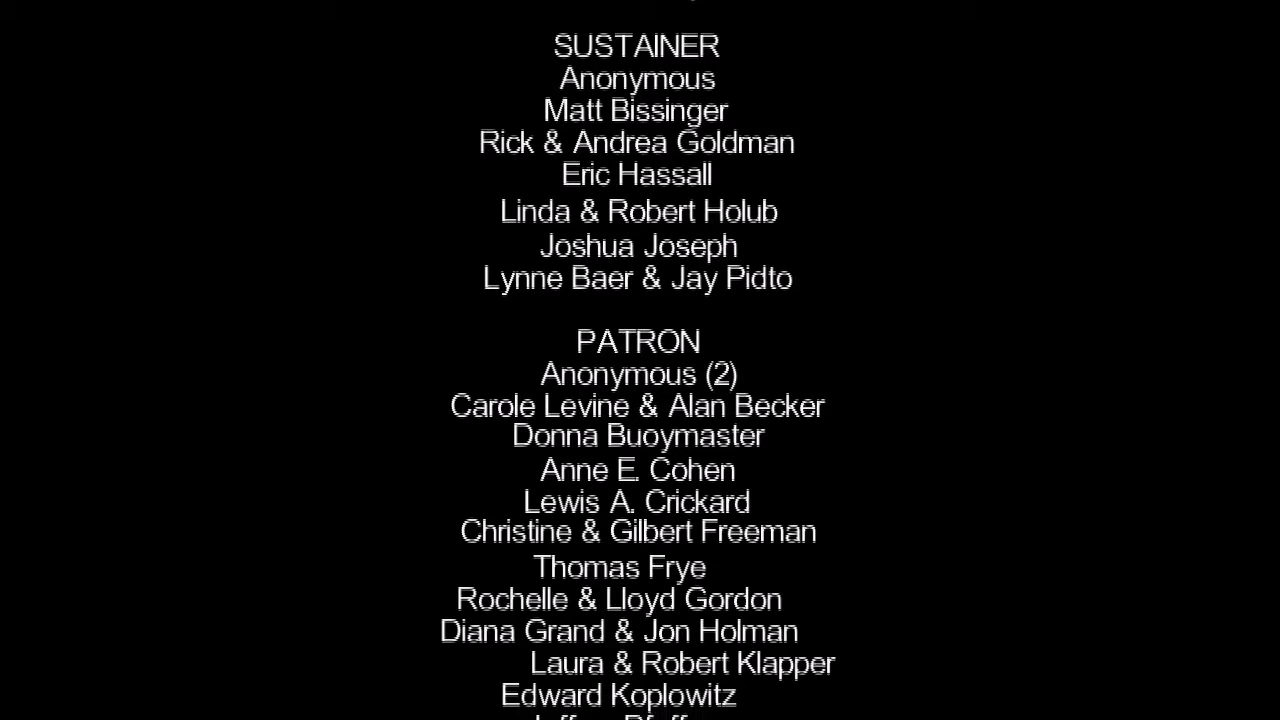 SUSTAINER
Anonymous
Matt Bissinger
Rick & Andrea Goldman
Eric Hassall
Linda & Robert Holub
Joshua Joseph
Lynne Baer & Jay Pidto
PATRON
Anonymous (2)
Carole Levine & Alan Becker
Donna Buoymaster
Anne E. Cohen
Lewis A. Crickard
Christine & Gilbert Freeman
Thomas Frye
Rochelle & Lloyd Gordon
Diana Grand & Jon Holman
Laura & Robert Klapper
Edward Koplowitz